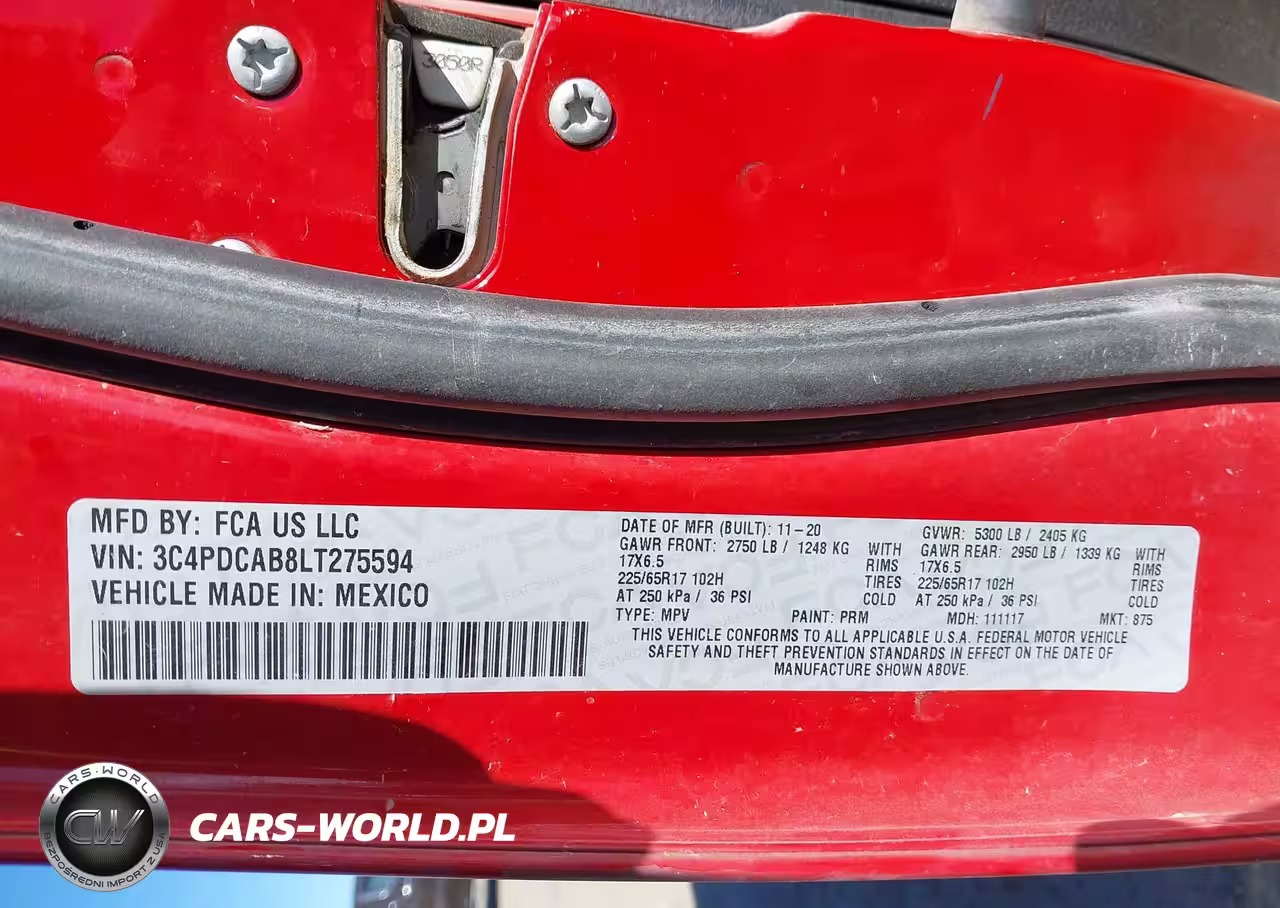 3050R
MFD BY: FCA US LLC
VIN: 3C4PDCAB8LT275594
VEHICLE MADE IN: MEXICO
DATE OF MFR (BUILT): 11-20 GVWR: 5300 LB / 2405 KG
GAWR FRONT: 2750 LB / 1248 KG WITH GAWR REAR: 2950 LB / 1339 KG WITH
17X6.5 RIMS 17X6.5 RIMS
225/65R17 102H TIRES 225/65R17 102H TIRES
AT 250 kPa / 36 PSI COLD AT 250 kPa / 36 PSI COLD
TYPE: MPV PAINT: PRM MDH: 111117 MKT: 875
THIS VEHICLE CONFORMS TO ALL APPLICABLE U.S.A. FEDERAL MOTOR VEHICLE
SAFETY AND THEFT PREVENTION STANDARDS IN EFFECT ON THE DATE OF
MANUFACTURE SHOWN ABOVE.
CARS-WORLD
CW
BEZPOŚREDNI IMPORT Z USA
CARS-WORLD.PL